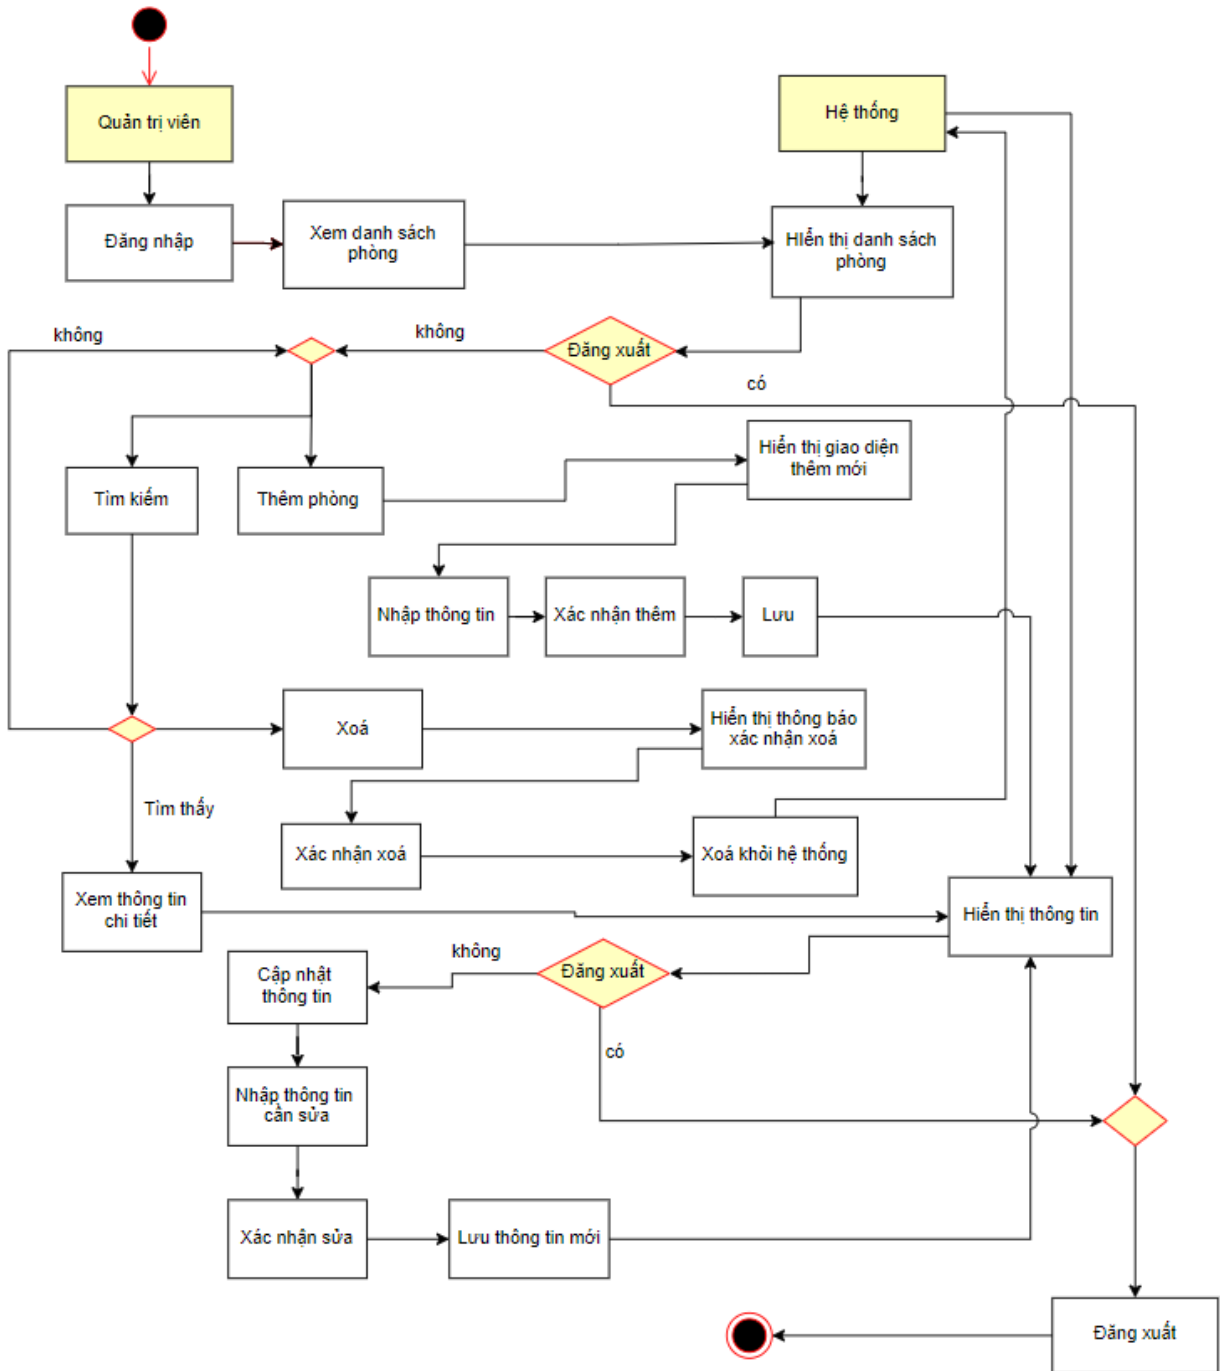 Quản trị viên
Hệ thống
Đăng nhập
Xem danh sách
phòng
HIển thị danh sách
phòng
không
không
Đăng xuất
có
Tìm kiếm
Thêm phòng
Hiển thị giao diện
thêm mới
Nhập thông tin
Xác nhận thêm
Lưu
Xoá
Hiển thị thông báo
xác nhận xoá
Tìm thấy
Xác nhận xoá
Xoá khỏi hệ thống
Xem thông tin
chi tiết
Hiển thị thông tin
không
Cập nhật
thông tin
Đăng xuất
có
Nhập thông tin
cần sửa
Xác nhận sửa
Lưu thông tin mới
Đăng xuất